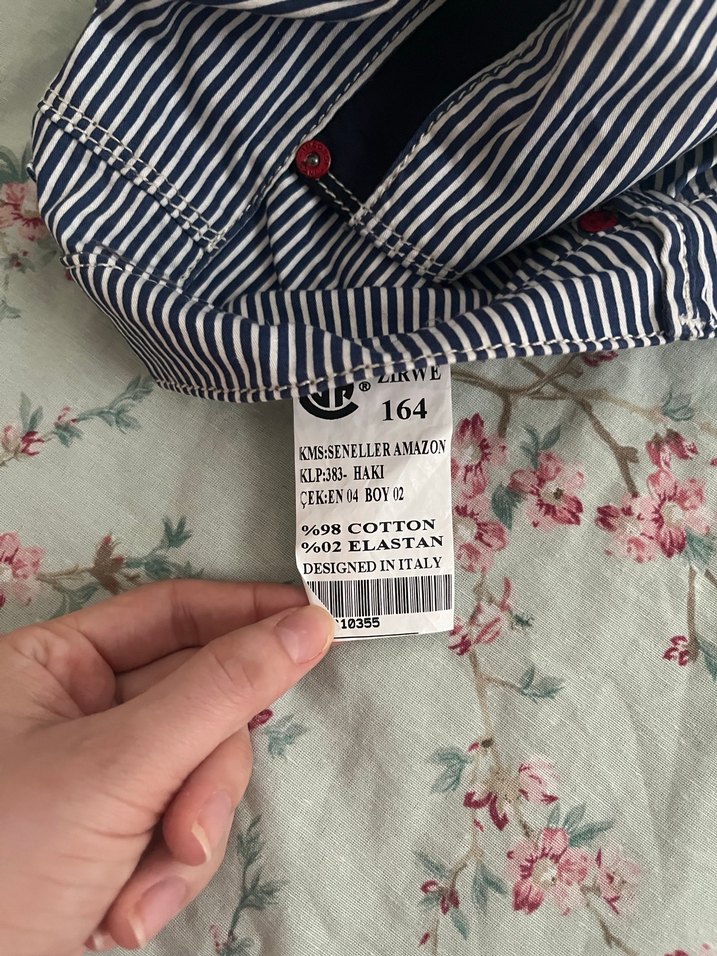 ZIRWE
®
164
KMS:SENELLER AMAZON
KLP:383- HAKI
ÇEK:EN 04 BOY 02
%98 COTTON
%02 ELASTAN
DESIGNED IN ITALY
10355